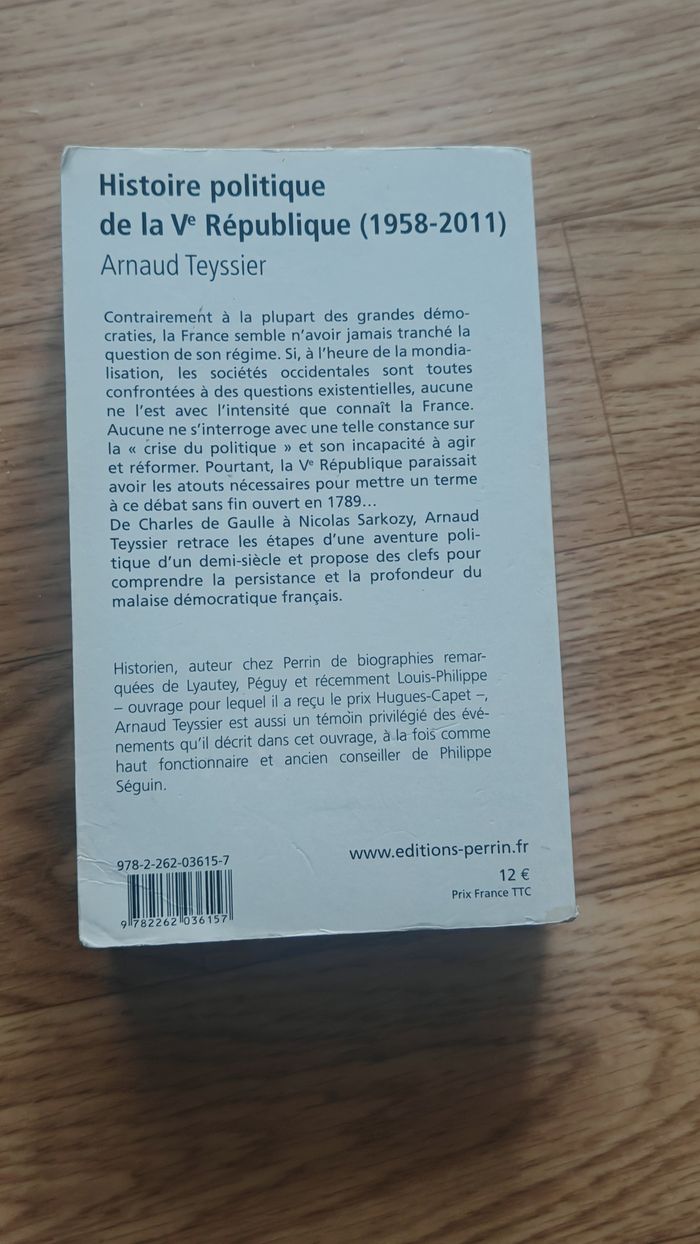 Histoire politique
de la Vᵉ République (1958-2011)
Arnaud Teyssier
Contrairement à la plupart des grandes démo-
craties, la France semble n'avoir jamais tranché la
question de son régime. Si, à l'heure de la mondia-
lisation, les sociétés occidentales sont toutes
confrontées à des questions existentielles, aucune
ne l'est avec l'intensité que connaît la France.
Aucune ne s'interroge avec une telle constance sur
la « crise du politique » et son incapacité à agir
et réformer. Pourtant, la Vᵉ République paraissait
avoir les atouts nécessaires pour mettre un terme
à ce débat sans fin ouvert en 1789...
De Charles de Gaulle à Nicolas Sarkozy, Arnaud
Teyssier retrace les étapes d'une aventure poli-
tique d'un demi-siècle et propose des clefs pour
comprendre la persistance et la profondeur du
malaise démocratique français.
Historien, auteur chez Perrin de biographies remar-
quées de Lyautey, Péguy et récemment Louis-Philippe
– ouvrage pour lequel il a reçu le prix Hugues-Capet –,
Arnaud Teyssier est aussi un témoin privilégié des évé-
nements qu'il décrit dans cet ouvrage, à la fois comme
haut fonctionnaire et ancien conseiller de Philippe
Séguin.
978-2-262-03615-7
9 782262 036157
www.editions-perrin.fr
12 €
Prix France TTC